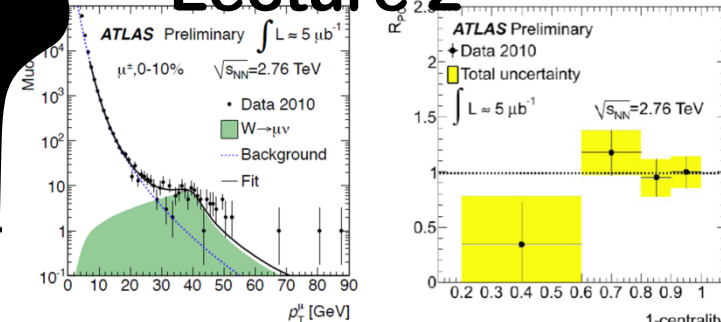 Lecture 2
ATLAS Preliminary ∫ L ≈ 5 μb⁻¹
μ±,0-10% √sNN=2.76 TeV
Data 2010
W→μν
Background
Fit
10⁴
10³
10²
10
1
10⁻¹
0 10 20 30 40 50 60 70 80 90
pTμ [GeV]
ATLAS Preliminary
Data 2010
Total uncertainty
∫ L ≈ 5 μb⁻¹ √sNN=2.76 TeV
2.5
2
1.5
1
0.5
0
0.2 0.3 0.4 0.5 0.6 0.7 0.8 0.9 1
1-centrality